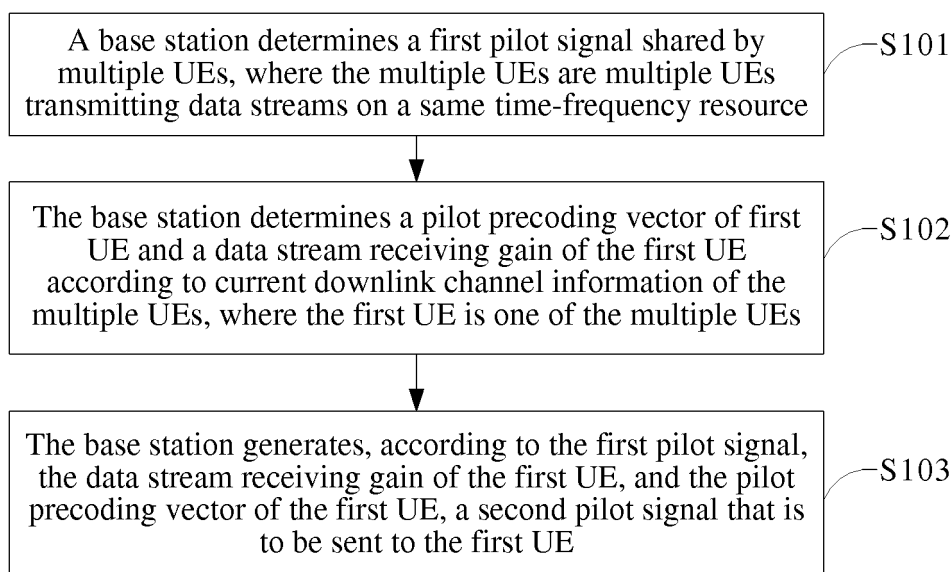 A base station determines a first pilot signal shared by
multiple UEs, where the multiple UEs are multiple UEs
transmitting data streams on a same time-frequency resource
S101
The base station determines a pilot precoding vector of first
UE and a data stream receiving gain of the first UE
according to current downlink channel information of the
multiple UEs, where the first UE is one of the multiple UEs
S102
The base station generates, according to the first pilot signal,
the data stream receiving gain of the first UE, and the pilot
precoding vector of the first UE, a second pilot signal that is
to be sent to the first UE
S103